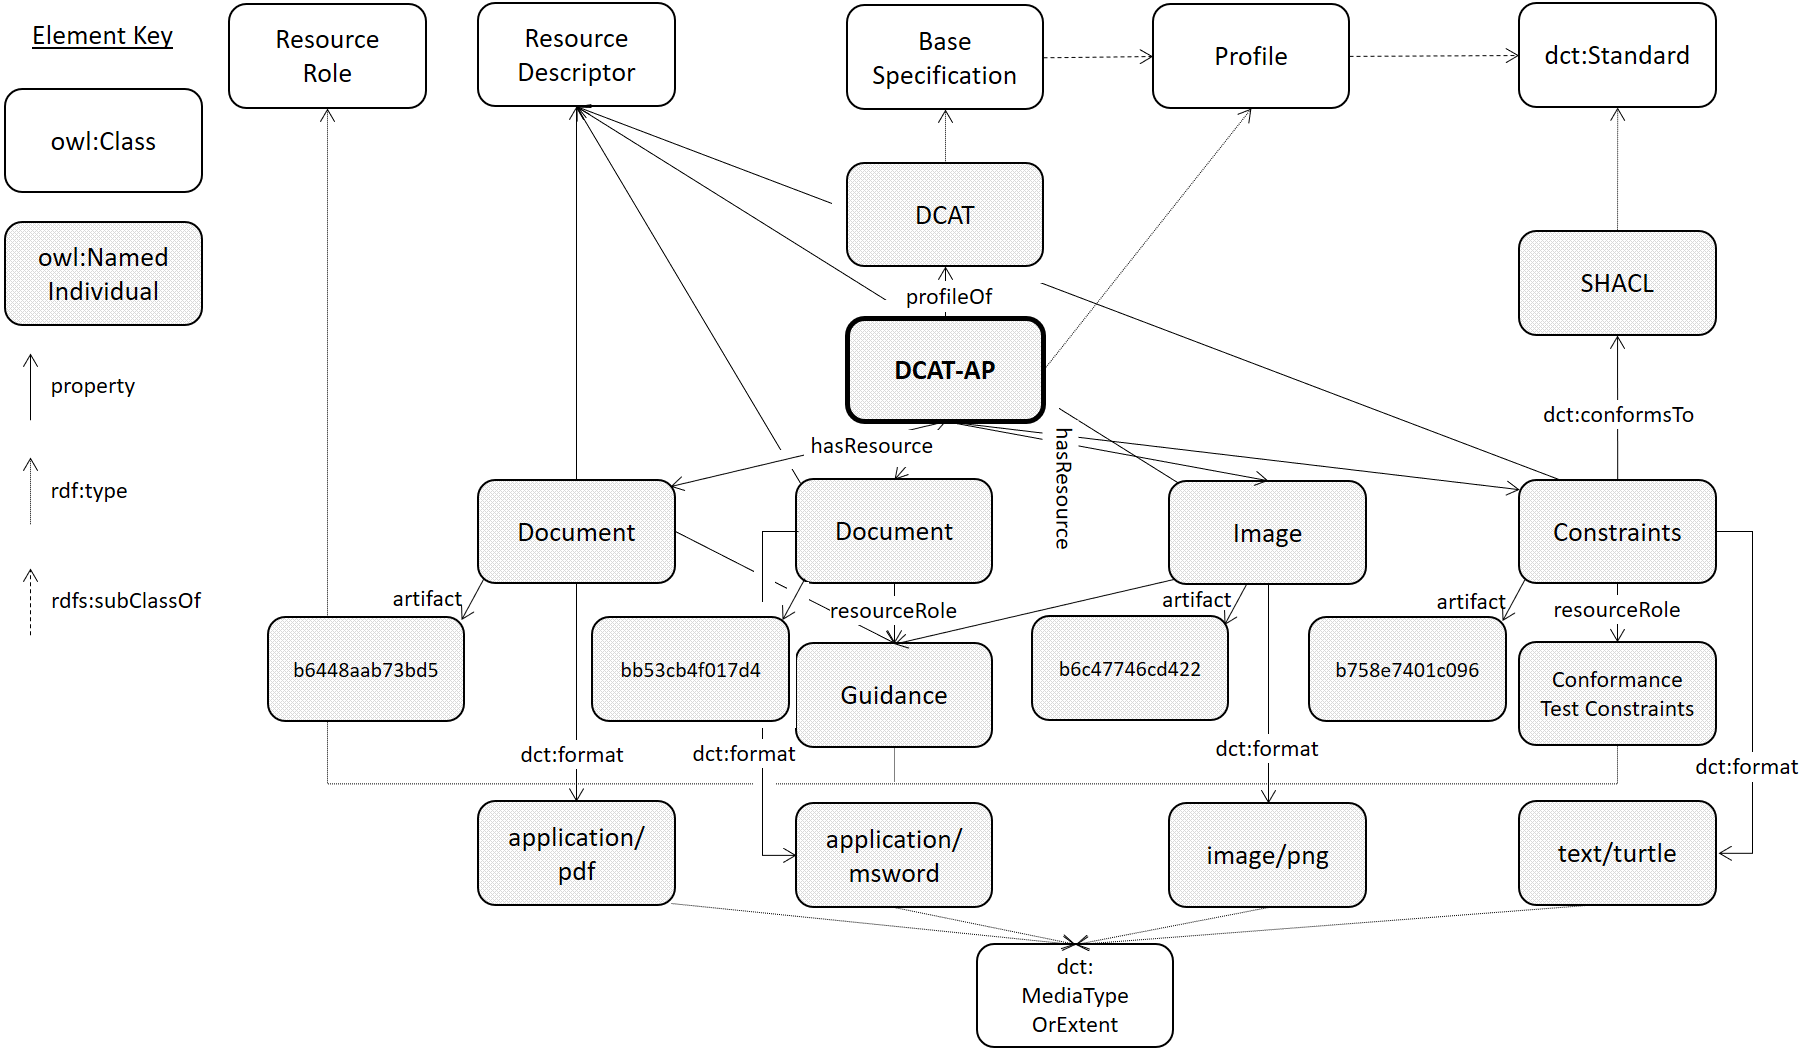 Element Key
owl:Class
owl:Named
Individual
property
rdf:type
rdfs:subClassOf
Resource
Role
Resource
Descriptor
Base
Specification
Profile
dct:Standard
DCAT
SHACL
profileOf
DCAT-AP
dct:conformsTo
hasResource
hasResource
Document
Document
Image
Constraints
artifact
resourceRole
artifact
artifact
resourceRole
b6448aab73bd5
bb53cb4f017d4
Guidance
b6c47746cd422
b758e7401c096
Conformance
Test Constraints
dct:format
dct:format
dct:format
dct:format
application/
pdf
application/
msword
image/png
text/turtle
dct:
MediaType
OrExtent